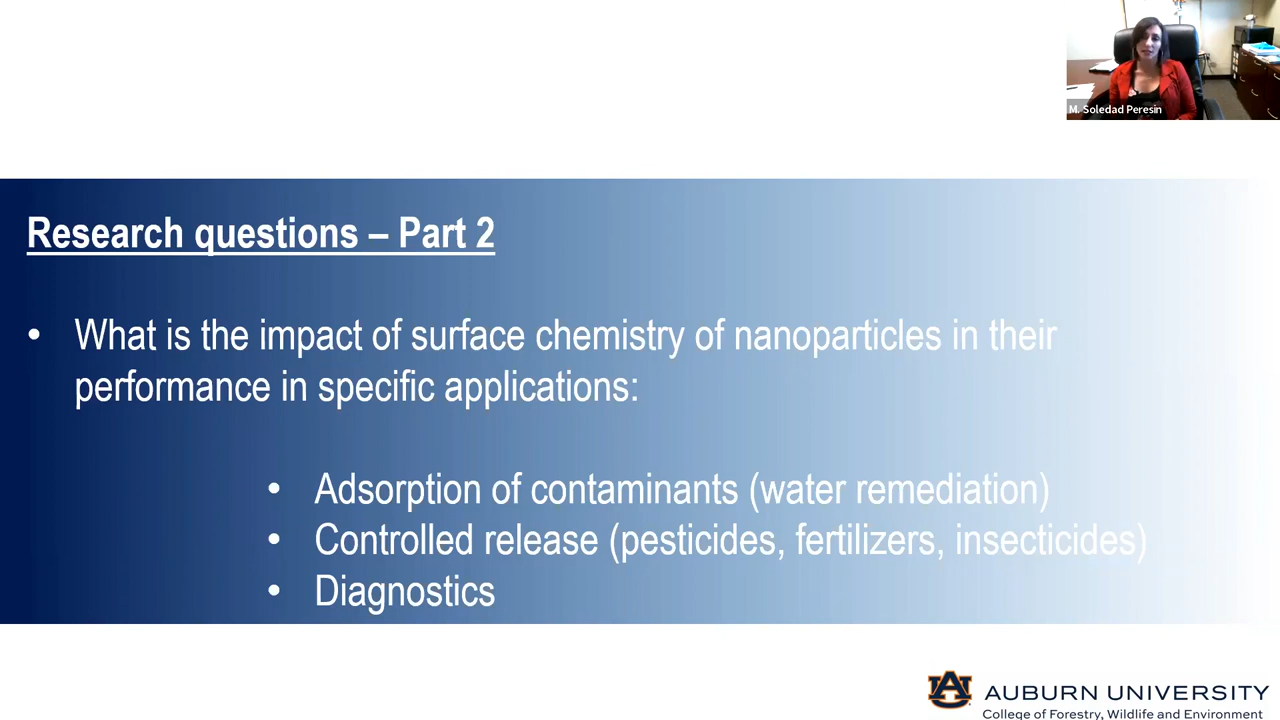 M. Soledad Peresin
Research questions – Part 2
• What is the impact of surface chemistry of nanoparticles in their
performance in specific applications:
• Adsorption of contaminants (water remediation)
• Controlled release (pesticides, fertilizers, insecticides)
• Diagnostics
AU
AUBURN UNIVERSITY
College of Forestry, Wildlife and Environment